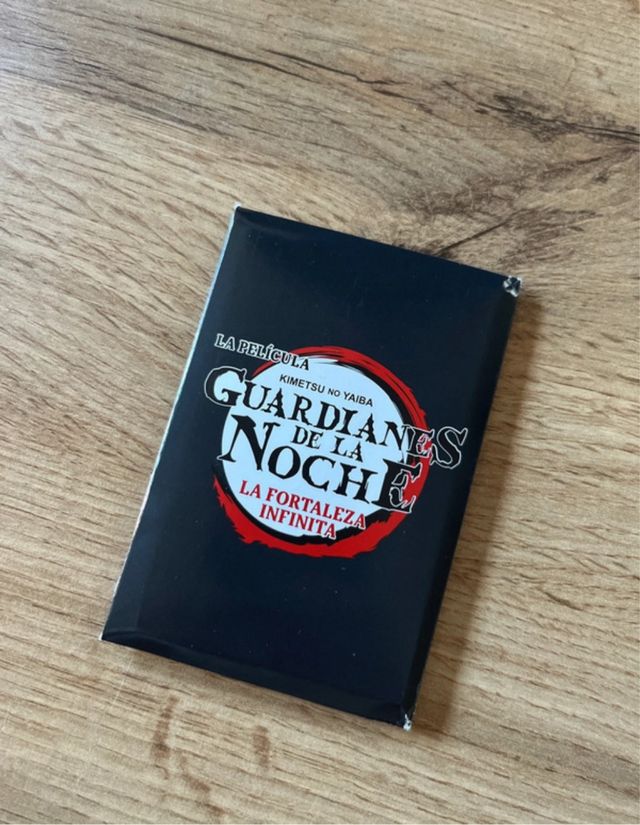 LA PELÍCULA
KIMETSU NO YAIBA
GUARDIANES
DE LA
NOCHE
LA FORTALEZA
INFINITA